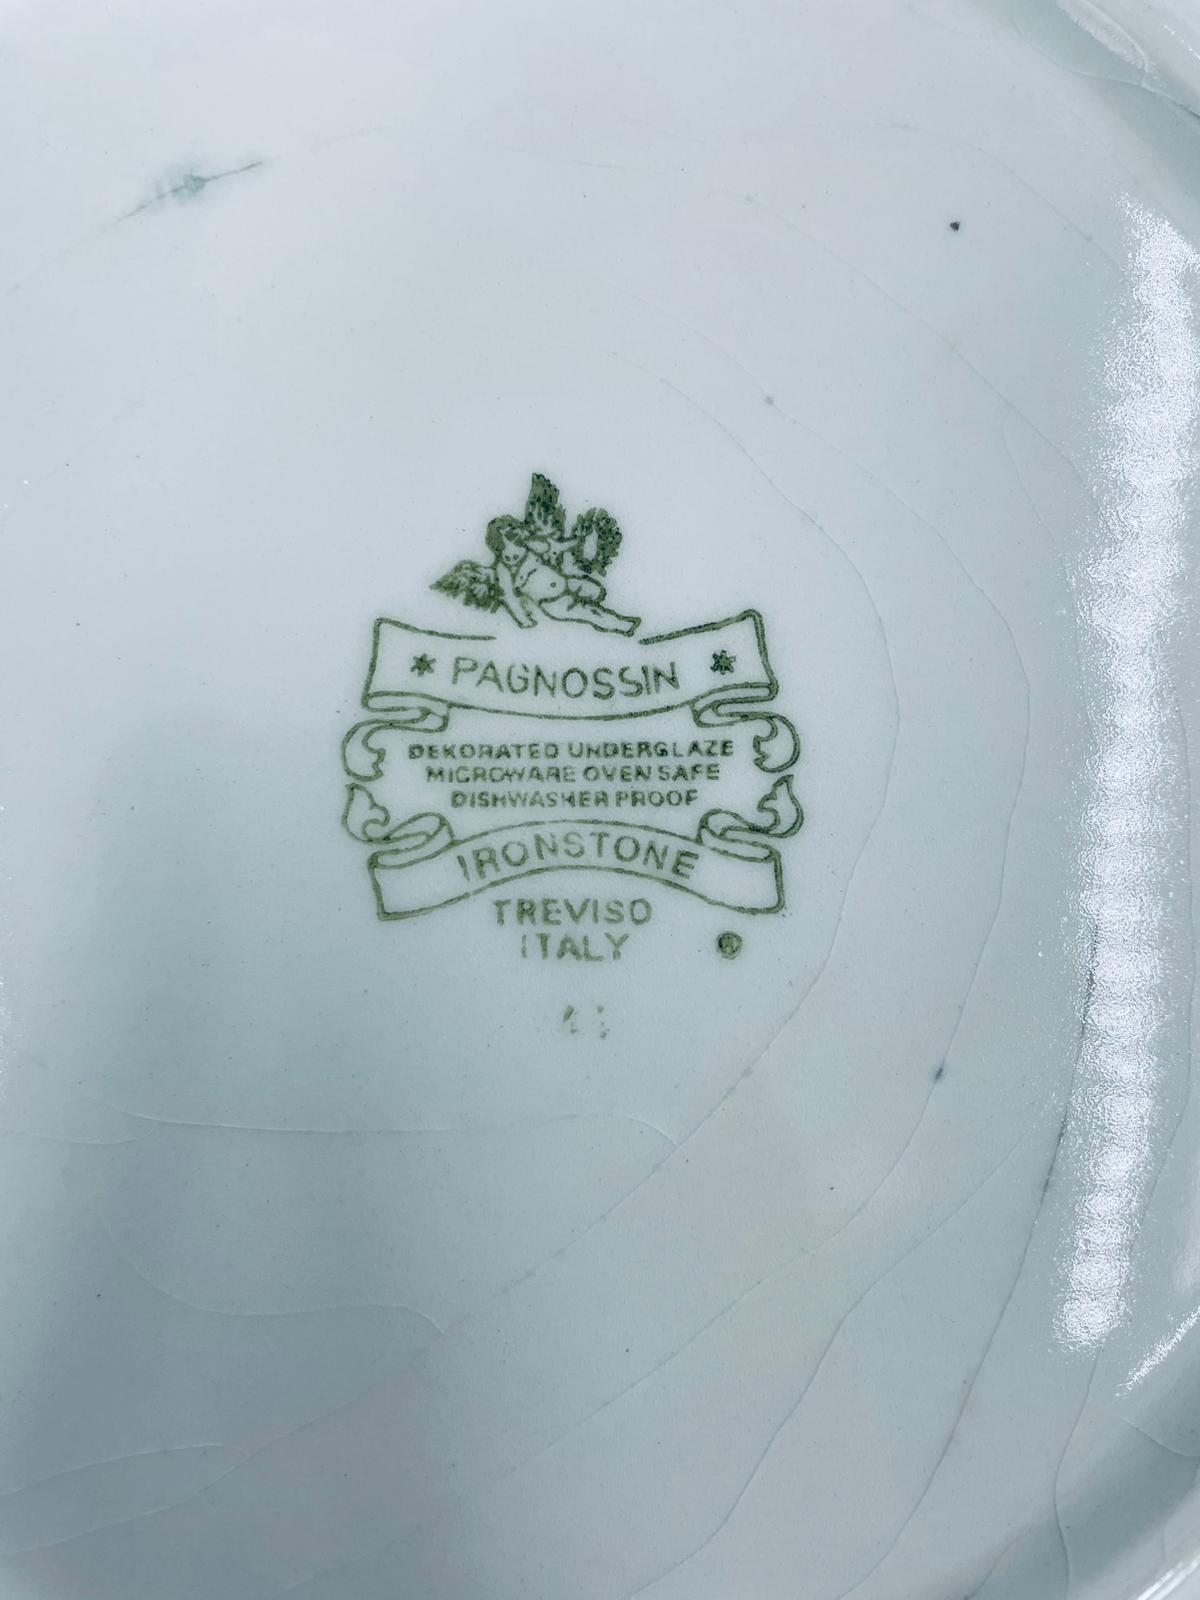 * PAGNOSSIN *
DEKORATED UNDERGLAZE
MICROWARE OVEN SAFE
DISHWASHER PROOF
IRONSTONE
TREVISO
ITALY ®